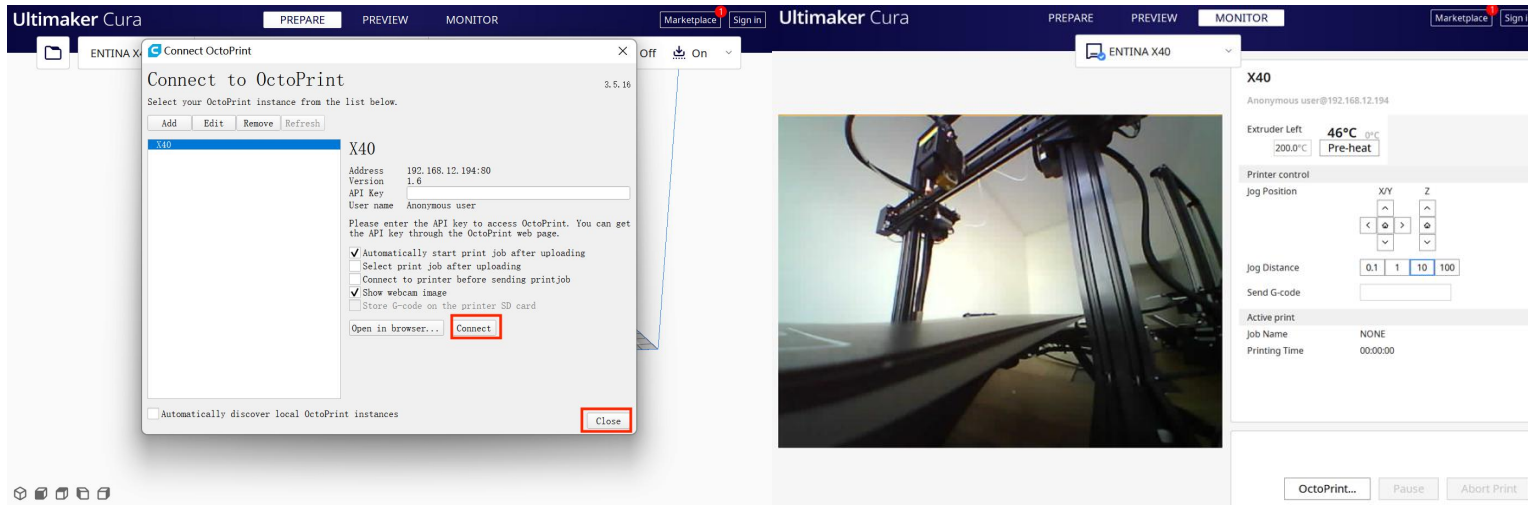 Ultimaker Cura
PREPARE PREVIEW MONITOR
Marketplace 1 Sign in
ENTINA X
Off On
Connect OctoPrint
Connect to OctoPrint
3.5.16
Select your OctoPrint instance from the list below.
Add Edit Remove Refresh
X40
X40
Address 192.168.12.194:80
Version 1.6
API Key
User name Anonymous user
Please enter the API key to access OctoPrint. You can get
the API key through the OctoPrint web page.
Automatically start print job after uploading
Select print job after uploading
Connect to printer before sending printjob
Show webcam image
Store G-code on the printer SD card
Open in browser... Connect
Automatically discover local OctoPrint instances
Close
Ultimaker Cura
PREPARE PREVIEW MONITOR
Marketplace 1 Sign i
ENTINA X40
X40
Anonymous user@192.168.12.194
Extruder Left 46°C 0°C
200.0°C Pre-heat
Printer control
Jog Position X/Y Z
Jog Distance 0.1 1 10 100
Send G-code
Active print
Job Name NONE
Printing Time 00:00:00
OctoPrint... Pause Abort Print